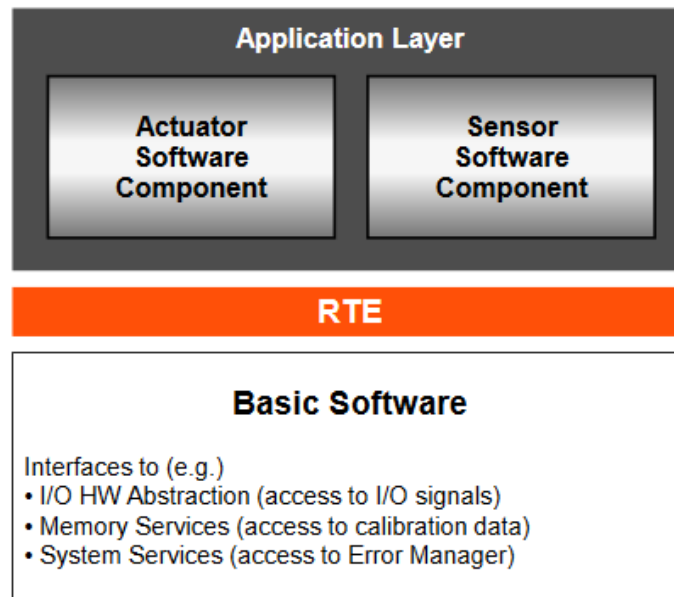 Application Layer
Actuator
Software
Component
Sensor
Software
Component
RTE
Basic Software
Interfaces to (e.g.)
• I/O HW Abstraction (access to I/O signals)
• Memory Services (access to calibration data)
• System Services (access to Error Manager)